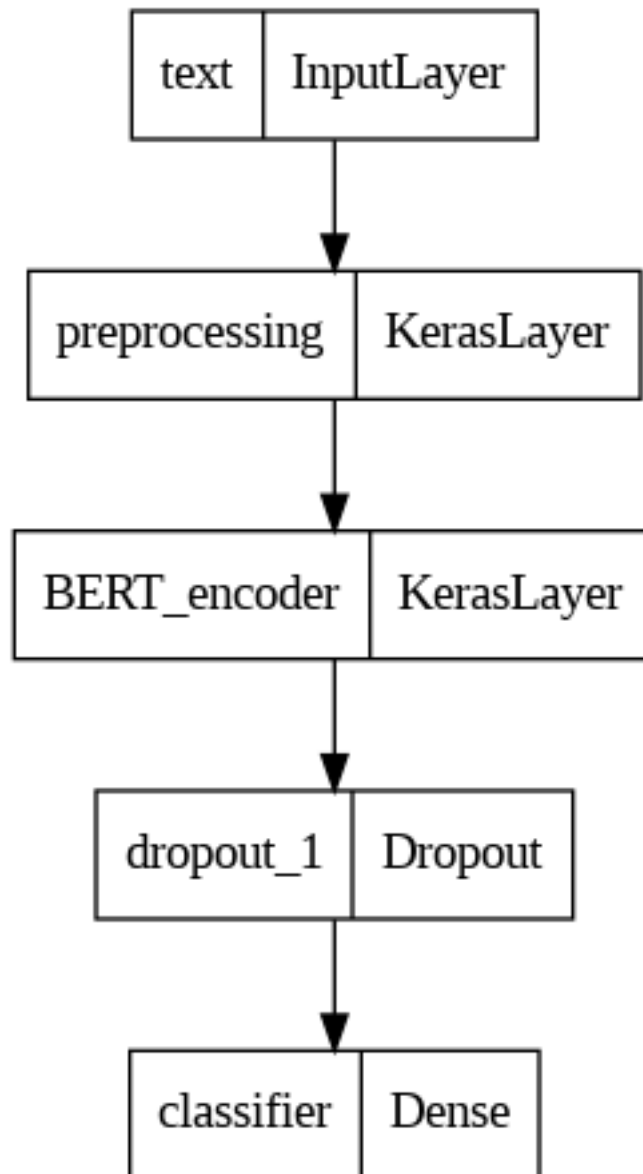 text InputLayer
preprocessing KerasLayer
BERT_encoder KerasLayer
dropout_1 Dropout
classifier Dense